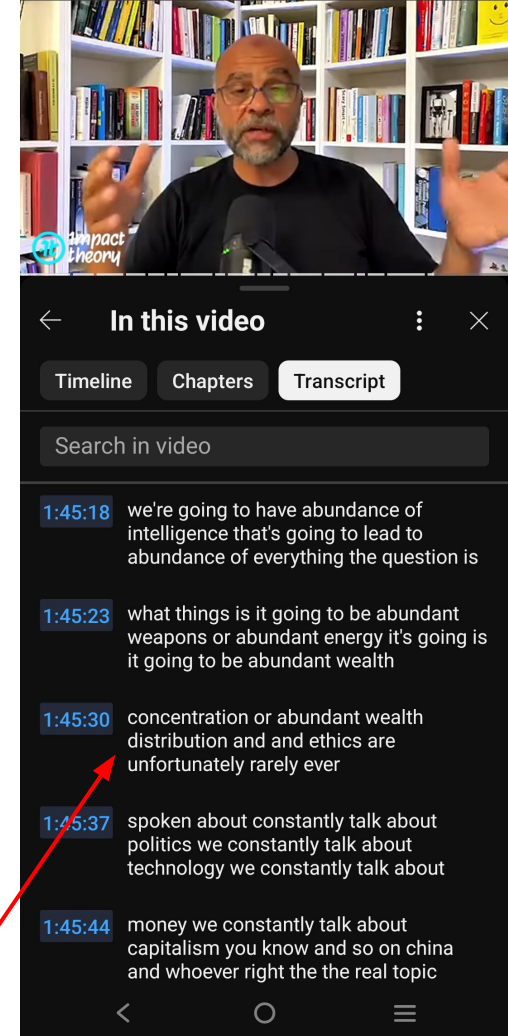 impact
theory
In this video
Timeline
Chapters
Transcript
Search in video
1:45:18
we're going to have abundance of
intelligence that's going to lead to
abundance of everything the question is
1:45:23
what things is it going to be abundant
weapons or abundant energy it's going is
it going to be abundant wealth
1:45:30
concentration or abundant wealth
distribution and and ethics are
unfortunately rarely ever
1:45:37
spoken about constantly talk about
politics we constantly talk about
technology we constantly talk about
1:45:44
money we constantly talk about
capitalism you know and so on china
and whoever right the the real topic